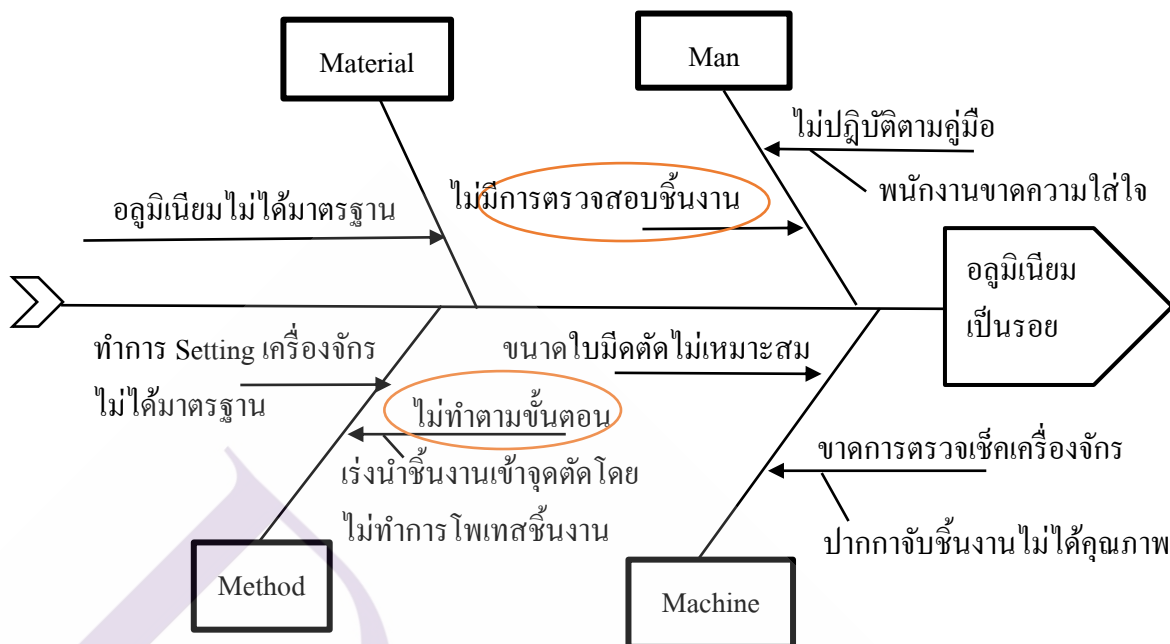 Material
Man
ไม่ปฎิบัติตามคู่มือ
พนักงานขาดความใส่ใจ
ไม่มีการตรวจสอบชิ้นงาน
อลูมิเนียมไม่ได้มาตรฐาน
อลูมิเนียม
เป็นรอย
ทำการ Setting เครื่องจักร
ไม่ได้มาตรฐาน
ขนาดใบมีดตัดไม่เหมาะสม
ไม่ทำตามขั้นตอน
เร่งนำชิ้นงานเข้าจุดตัดโดย
ไม่ทำการโพเทสชิ้นงาน
ขาดการตรวจเช็คเครื่องจักร
ปากกาจับชิ้นงานไม่ได้คุณภาพ
Method
Machine